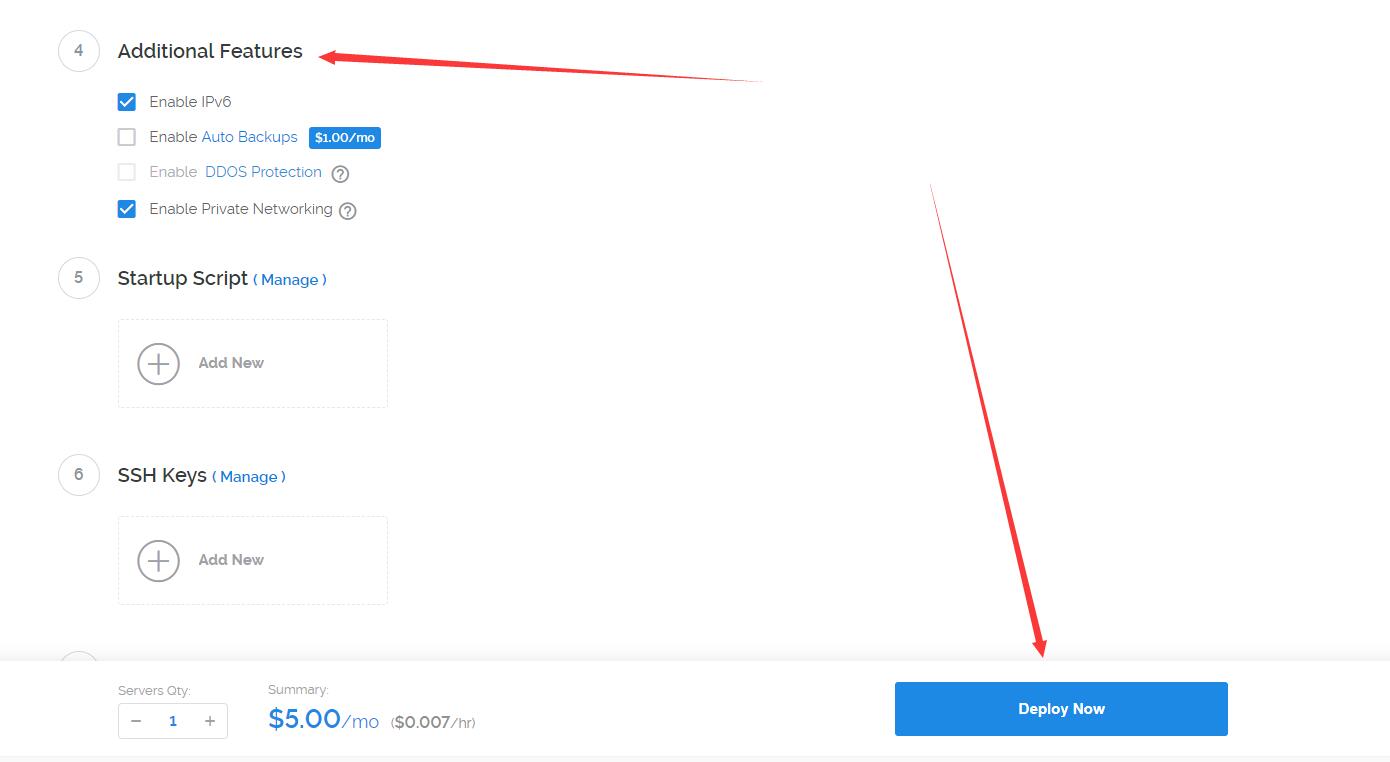 4 Additional Features
Enable IPv6
Enable Auto Backups $1.00/mo
Enable DDOS Protection ?
Enable Private Networking ?
5 Startup Script ( Manage )
Add New
6 SSH Keys ( Manage )
Add New
Servers Qty:
− 1 +
Summary:
$5.00/mo ($0.007/hr)
Deploy Now